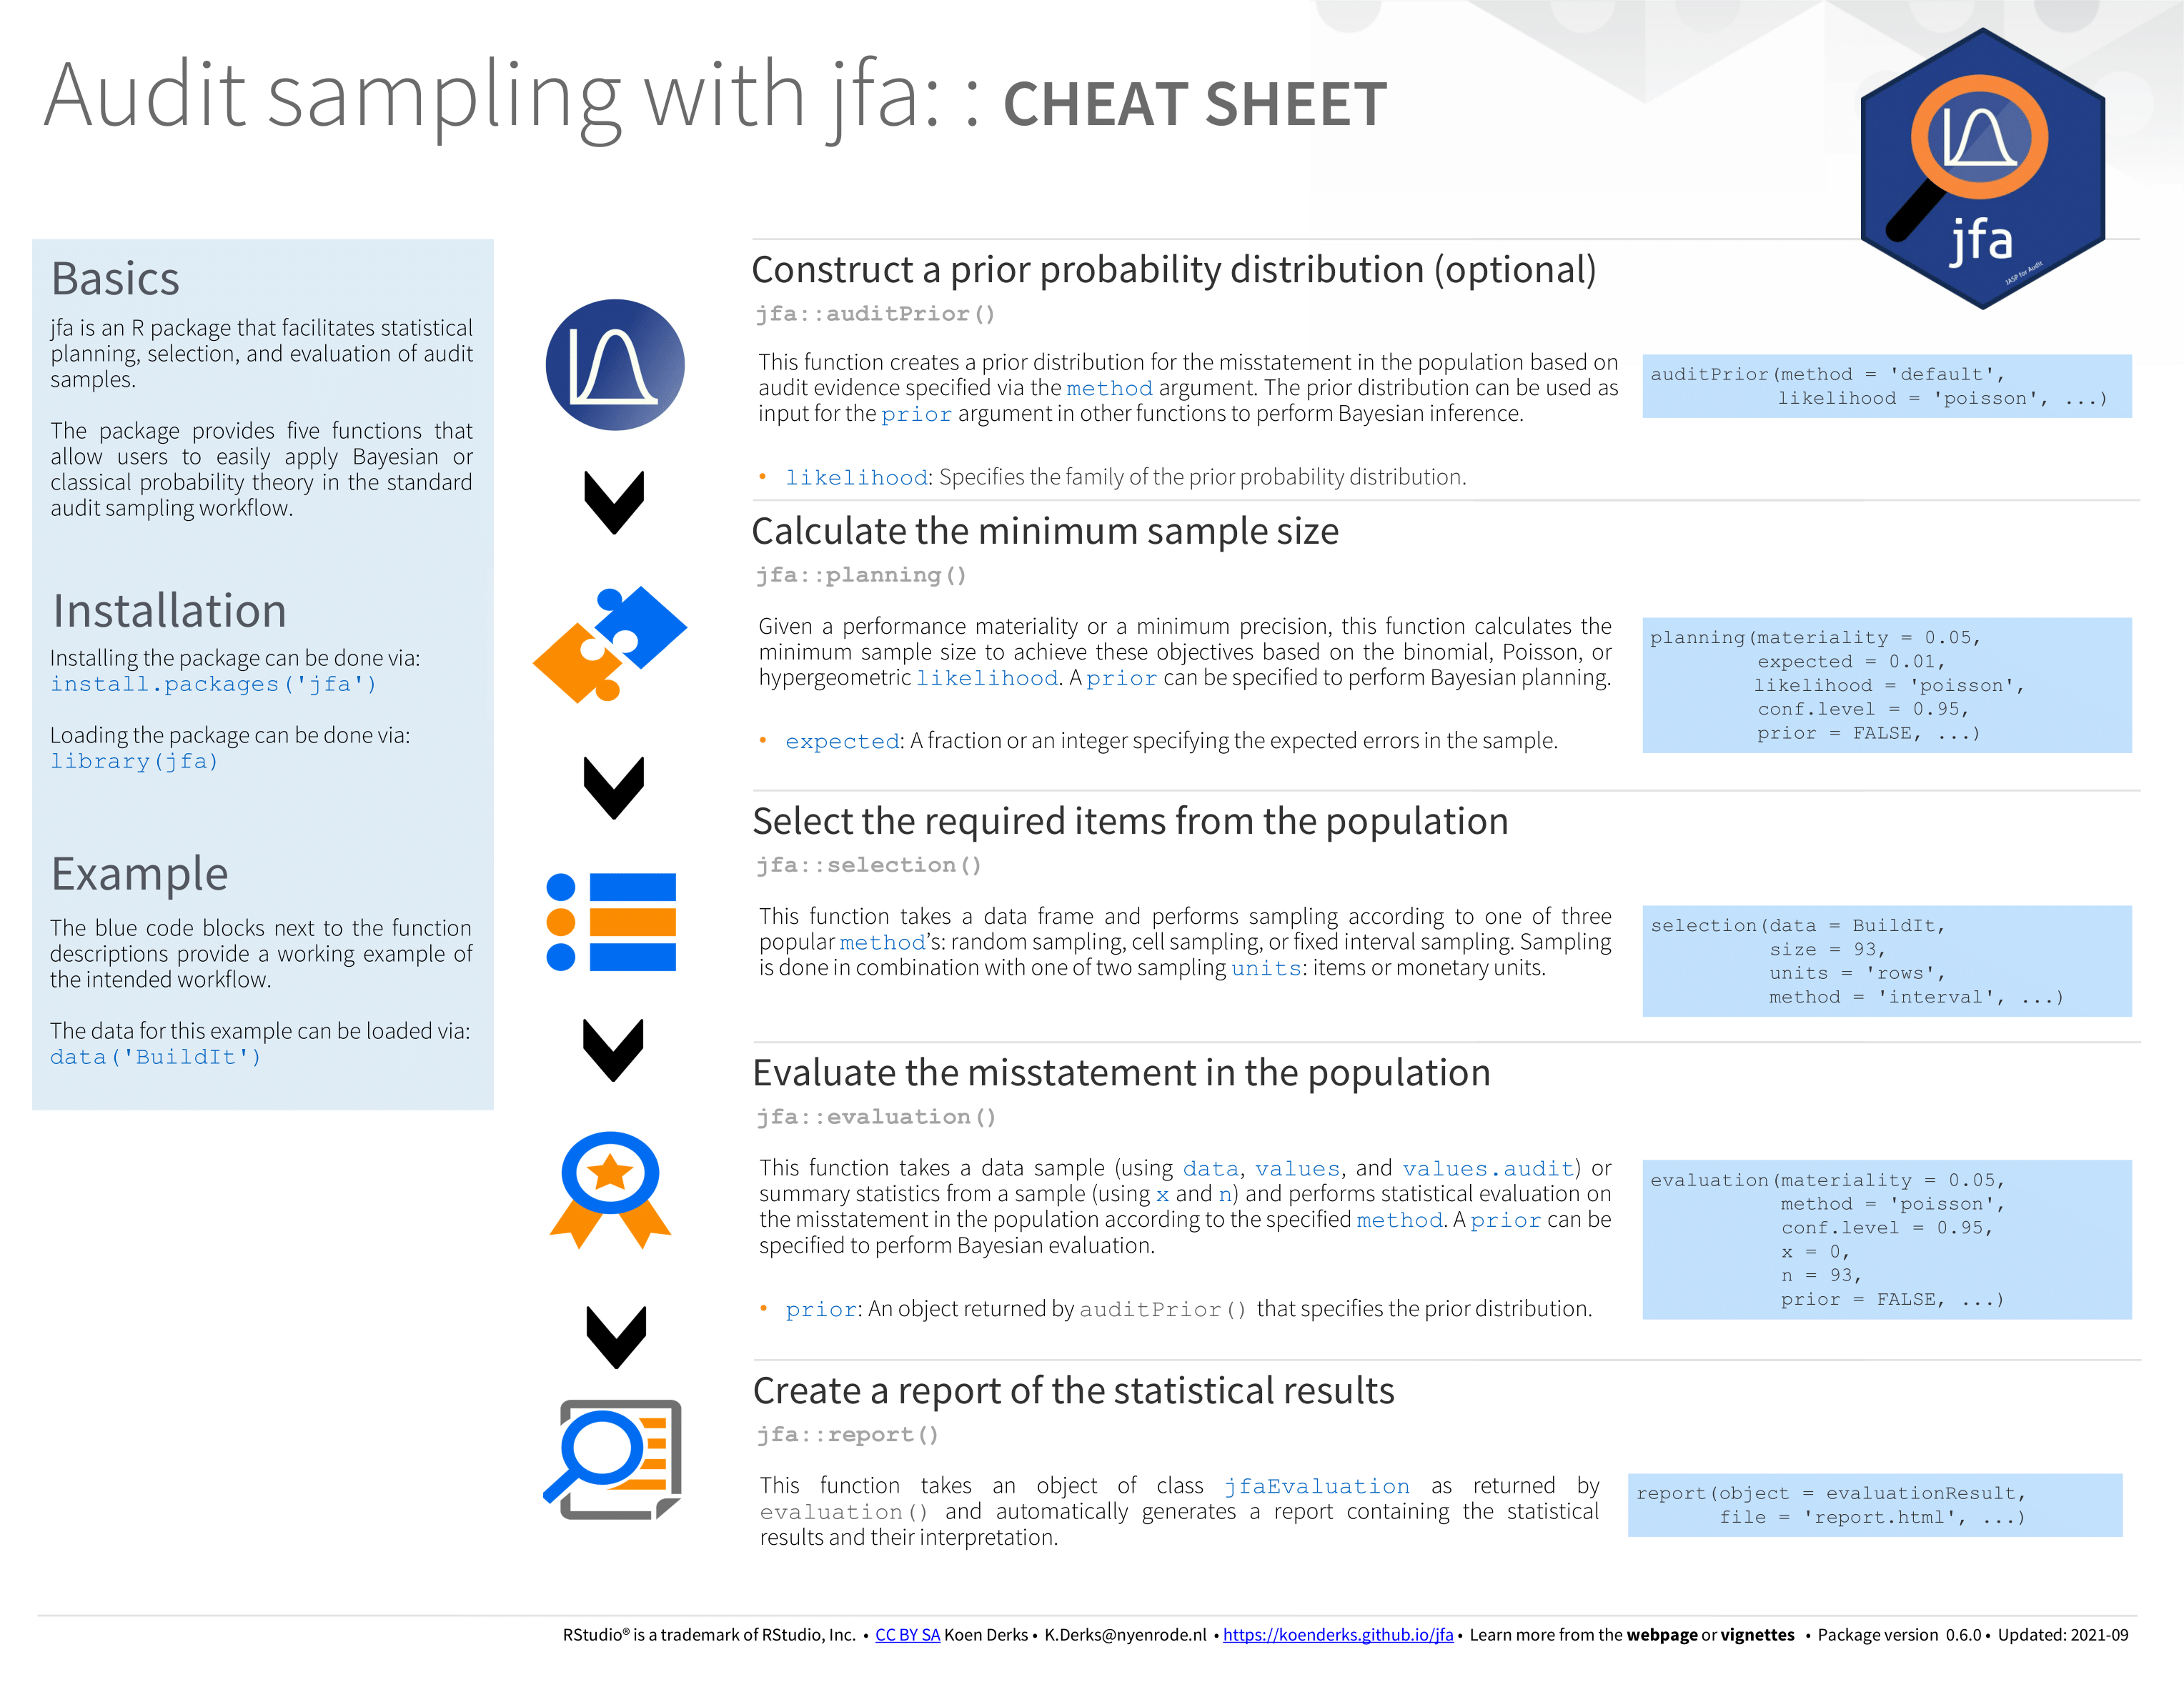 Audit sampling with jfa: : CHEAT SHEET
jfa
JASP for Audit
Basics
jfa is an R package that facilitates statistical
planning, selection, and evaluation of audit
samples.
The package provides five functions that
allow users to easily apply Bayesian or
classical probability theory in the standard
audit sampling workflow.
Installation
Installing the package can be done via:
install.packages('jfa')
Loading the package can be done via:
library(jfa)
Example
The blue code blocks next to the function
descriptions provide a working example of
the intended workflow.
The data for this example can be loaded via:
data('BuildIt')
Construct a prior probability distribution (optional)
jfa::auditPrior()
This function creates a prior distribution for the misstatement in the population based on
audit evidence specified via the method argument. The prior distribution can be used as
input for the prior argument in other functions to perform Bayesian inference.
• likelihood: Specifies the family of the prior probability distribution.
auditPrior(method = 'default',
likelihood = 'poisson', ...)
Calculate the minimum sample size
jfa::planning()
Given a performance materiality or a minimum precision, this function calculates the
minimum sample size to achieve these objectives based on the binomial, Poisson, or
hypergeometric likelihood. A prior can be specified to perform Bayesian planning.
• expected: A fraction or an integer specifying the expected errors in the sample.
planning(materiality = 0.05,
expected = 0.01,
likelihood = 'poisson',
conf.level = 0.95,
prior = FALSE, ...)
Select the required items from the population
jfa::selection()
This function takes a data frame and performs sampling according to one of three
popular method's: random sampling, cell sampling, or fixed interval sampling. Sampling
is done in combination with one of two sampling units: items or monetary units.
selection(data = BuildIt,
size = 93,
units = 'rows',
method = 'interval', ...)
Evaluate the misstatement in the population
jfa::evaluation()
This function takes a data sample (using data, values, and values.audit) or
summary statistics from a sample (using x and n) and performs statistical evaluation on
the misstatement in the population according to the specified method. A prior can be
specified to perform Bayesian evaluation.
• prior: An object returned by auditPrior() that specifies the prior distribution.
evaluation(materiality = 0.05,
method = 'poisson',
conf.level = 0.95,
x = 0,
n = 93,
prior = FALSE, ...)
Create a report of the statistical results
jfa::report()
This function takes an object of class jfaEvaluation as returned by
evaluation() and automatically generates a report containing the statistical
results and their interpretation.
report(object = evaluationResult,
file = 'report.html', ...)
RStudio® is a trademark of RStudio, Inc. • CC BY SA Koen Derks • K.Derks@nyenrode.nl • https://koenderks.github.io/jfa • Learn more from the webpage or vignettes • Package version 0.6.0 • Updated: 2021-09